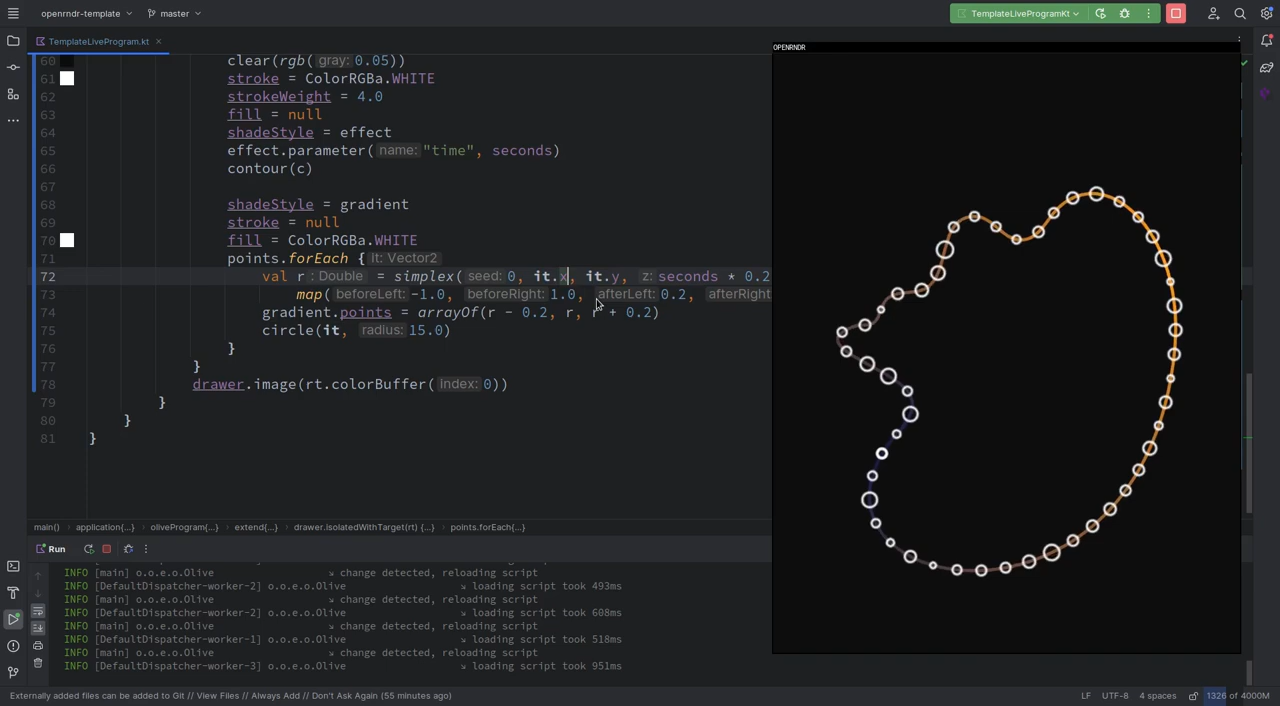 openrndr-template master TemplateLiveProgramKt
TemplateLiveProgram.kt
OPENRNDR
60 clear(rgb( gray: 0.05))
61 stroke = ColorRGBa.WHITE
62 strokeWeight = 4.0
63 fill = null
64 shadeStyle = effect
65 effect.parameter( name: "time", seconds)
66 contour(c)
67
68 shadeStyle = gradient
69 stroke = null
70 fill = ColorRGBa.WHITE
71 points.forEach { it: Vector2
72 val r : Double = simplex( seed: 0, it.x, it.y, z: seconds * 0.2
73 map( beforeLeft: -1.0, beforeRight: 1.0, afterLeft: 0.2, afterRight
74 gradient.points = arrayOf(r - 0.2, r, r + 0.2)
75 circle(it, radius: 15.0)
76 }
77 }
78 drawer.image(rt.colorBuffer( index: 0))
79 }
80 }
81 }
main() application{...} oliveProgram{...} extend{...} drawer.isolatedWithTarget(rt) {...} points.forEach{...}
Run
INFO [main] o.o.e.o.Olive ↘ change detected, reloading script
INFO [DefaultDispatcher-worker-2] o.o.e.o.Olive ↘ loading script took 493ms
INFO [main] o.o.e.o.Olive ↘ change detected, reloading script
INFO [DefaultDispatcher-worker-2] o.o.e.o.Olive ↘ loading script took 608ms
INFO [main] o.o.e.o.Olive ↘ change detected, reloading script
INFO [DefaultDispatcher-worker-1] o.o.e.o.Olive ↘ loading script took 518ms
INFO [main] o.o.e.o.Olive ↘ change detected, reloading script
INFO [DefaultDispatcher-worker-3] o.o.e.o.Olive ↘ loading script took 951ms
Externally added files can be added to Git // View Files // Always Add // Don't Ask Again (55 minutes ago) LF UTF-8 4 spaces 1326 of 4000M